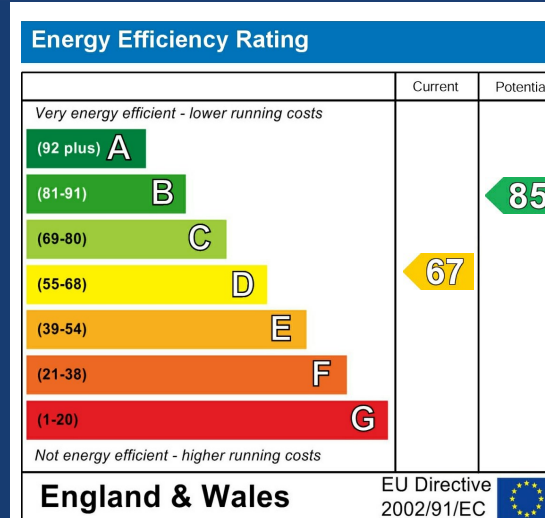 Energy Efficiency Rating
Current Potentia
Very energy efficient - lower running costs
(92 plus) A
(81-91) B
85
(69-80) C
(55-68) D
67
(39-54) E
(21-38) F
(1-20) G
Not energy efficient - higher running costs
England & Wales
EU Directive
2002/91/EC